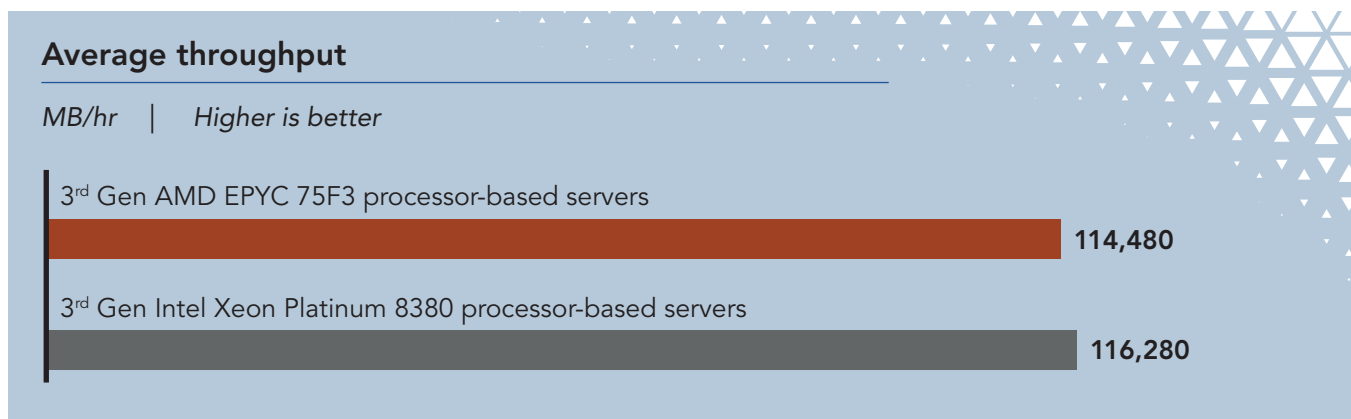 Average throughput
MB/hr | Higher is better
3rd Gen AMD EPYC 75F3 processor-based servers
114,480
3rd Gen Intel Xeon Platinum 8380 processor-based servers
116,280